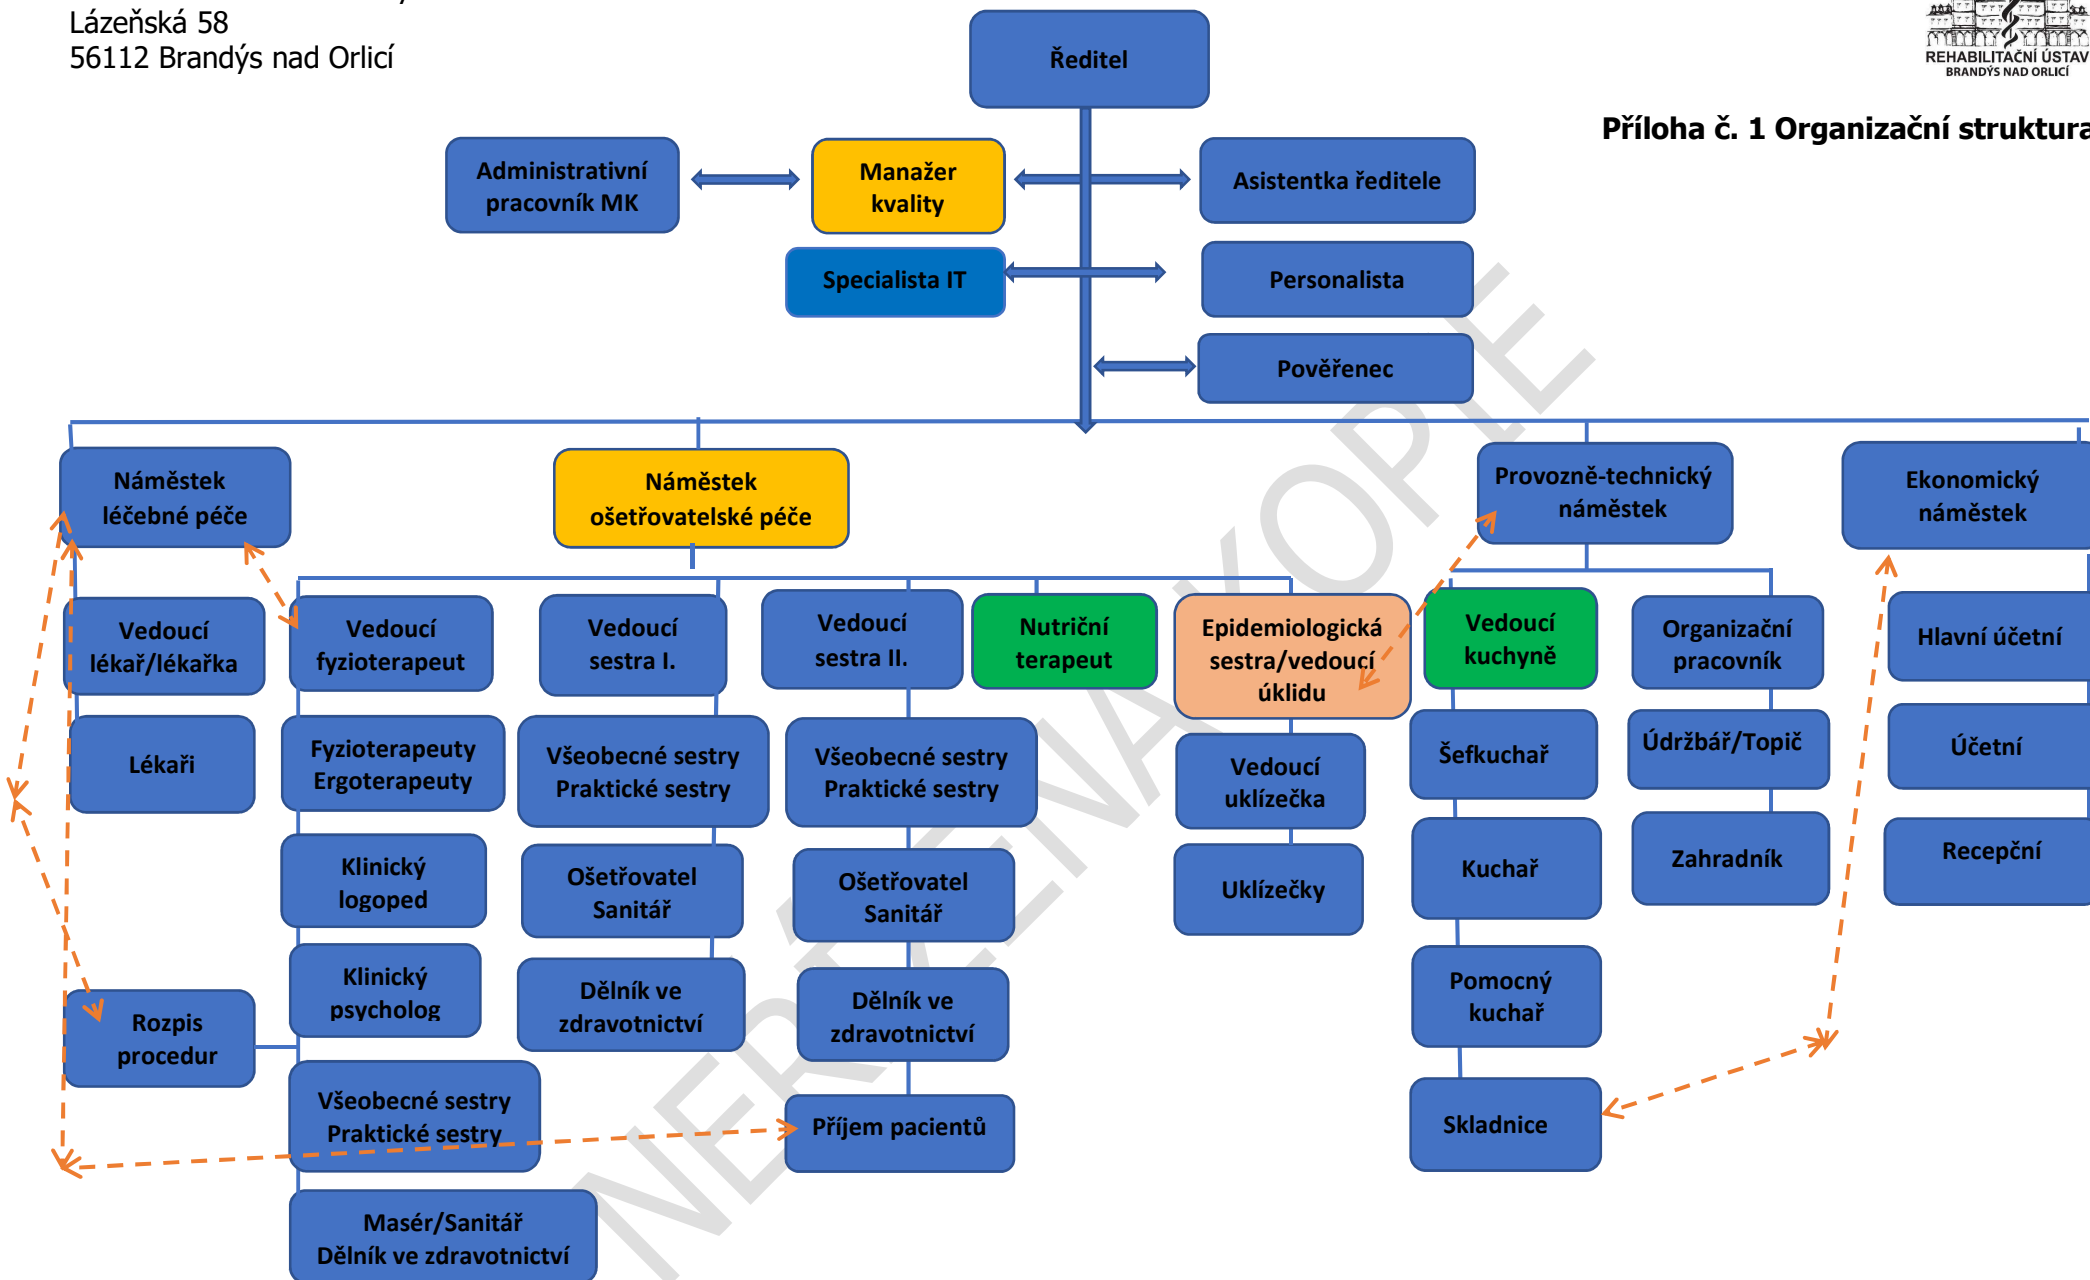 Lázeňská 58
56112 Brandýs nad Orlicí
REHABILITAČNÍ ÚSTAV
BRANDÝS NAD ORLICÍ
Příloha č. 1 Organizační struktura
Ředitel
Administrativní
pracovník MK
Manažer
kvality
Asistentka ředitele
Specialista IT
Personalista
Pověřenec
Náměstek
léčebné péče
Náměstek
ošetřovatelské péče
Provozně-technický
náměstek
Ekonomický
náměstek
Vedoucí
lékař/lékařka
Vedoucí
fyzioterapeut
Vedoucí
sestra I.
Vedoucí
sestra II.
Nutriční
terapeut
Epidemiologická
sestra/vedoucí
úklidu
Vedoucí
kuchyně
Organizační
pracovník
Hlavní účetní
Lékaři
Fyzioterapeuty
Ergoterapeuty
Všeobecné sestry
Praktické sestry
Všeobecné sestry
Praktické sestry
Vedoucí
uklízečka
Šefkuchař
Údržbář/Topič
Účetní
Klinický
logoped
Ošetřovatel
Sanitář
Ošetřovatel
Sanitář
Uklízečky
Kuchař
Zahradník
Recepční
Klinický
psycholog
Dělník ve
zdravotnictví
Dělník ve
zdravotnictví
Pomocný
kuchař
Rozpis
procedur
Všeobecné sestry
Praktické sestry
Příjem pacientů
Skladnice
Masér/Sanitář
Dělník ve zdravotnictví
NEŘÍZENÁ KOPIE